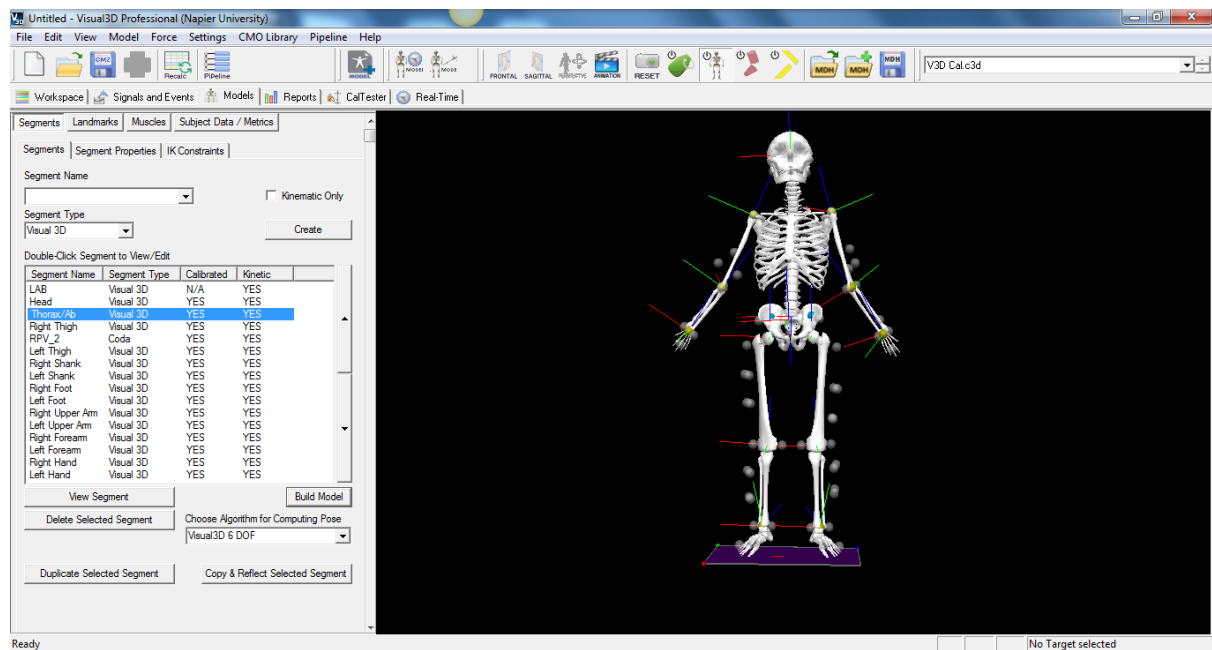 Untitled - Visual3D Professional (Napier University)
File Edit View Model Force Settings CMO Library Pipeline Help
CMZ
Recalc
PIPeline
MODEL
MODEL
MODE
FRONTAL
SAGITTAL
ANIMATION
RESET
MDH
MDH
MDH
V3D Cal.c3d
Workspace Signals and Events Models Reports CalTester Real-Time
Segments Landmarks Muscles Subject Data / Metrics
Segments Segment Properties IK Constraints
Segment Name
Kinematic Only
Segment Type
Visual 3D
Create
Double-Click Segment to View/Edit
Segment Name Segment Type Calibrated Kinetic
LAB Visual 3D N/A YES
Head Visual 3D YES YES
Thorax/Ab Visual 3D YES YES
Right Thigh Visual 3D YES YES
RPV_2 Coda YES YES
Left Thigh Visual 3D YES YES
Right Shank Visual 3D YES YES
Left Shank Visual 3D YES YES
Right Foot Visual 3D YES YES
Left Foot Visual 3D YES YES
Right Upper Arm Visual 3D YES YES
Left Upper Arm Visual 3D YES YES
Right Forearm Visual 3D YES YES
Left Forearm Visual 3D YES YES
Right Hand Visual 3D YES YES
Left Hand Visual 3D YES YES
View Segment
Build Model
Delete Selected Segment
Choose Algorithm for Computing Pose
Visual3D 6 DOF
Duplicate Selected Segment
Copy & Reflect Selected Segment
Ready
No Target selected